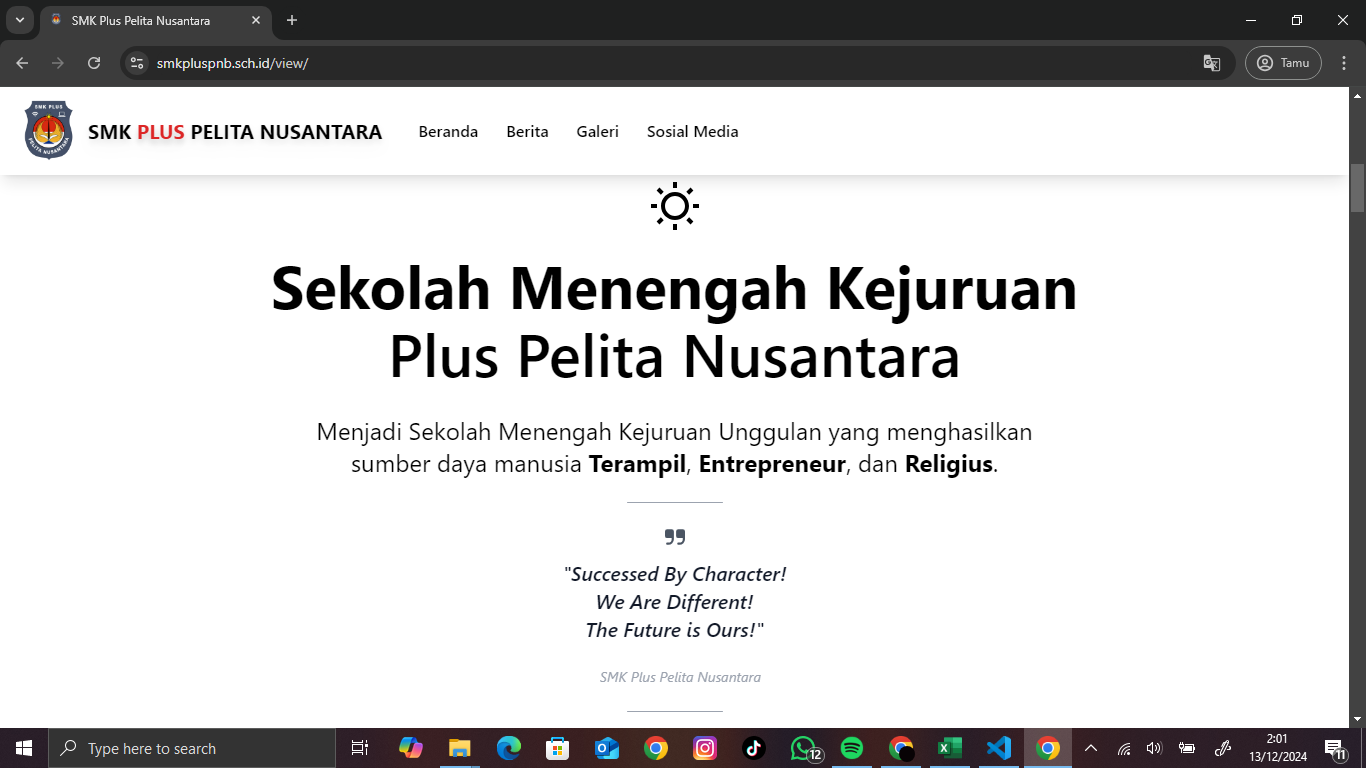 SMK Plus Pelita Nusantara
smkpluspnb.sch.id/view/
Tamu
SMK PLUS
PELITA NUSANTARA
SMK PLUS PELITA NUSANTARA
Beranda
Berita
Galeri
Sosial Media
Sekolah Menengah Kejuruan
Plus Pelita Nusantara
Menjadi Sekolah Menengah Kejuruan Unggulan yang menghasilkan
sumber daya manusia Terampil, Entrepreneur, dan Religius.
"Successed By Character!
We Are Different!
The Future is Ours!"
SMK Plus Pelita Nusantara
Type here to search
12
2:01
13/12/2024
11